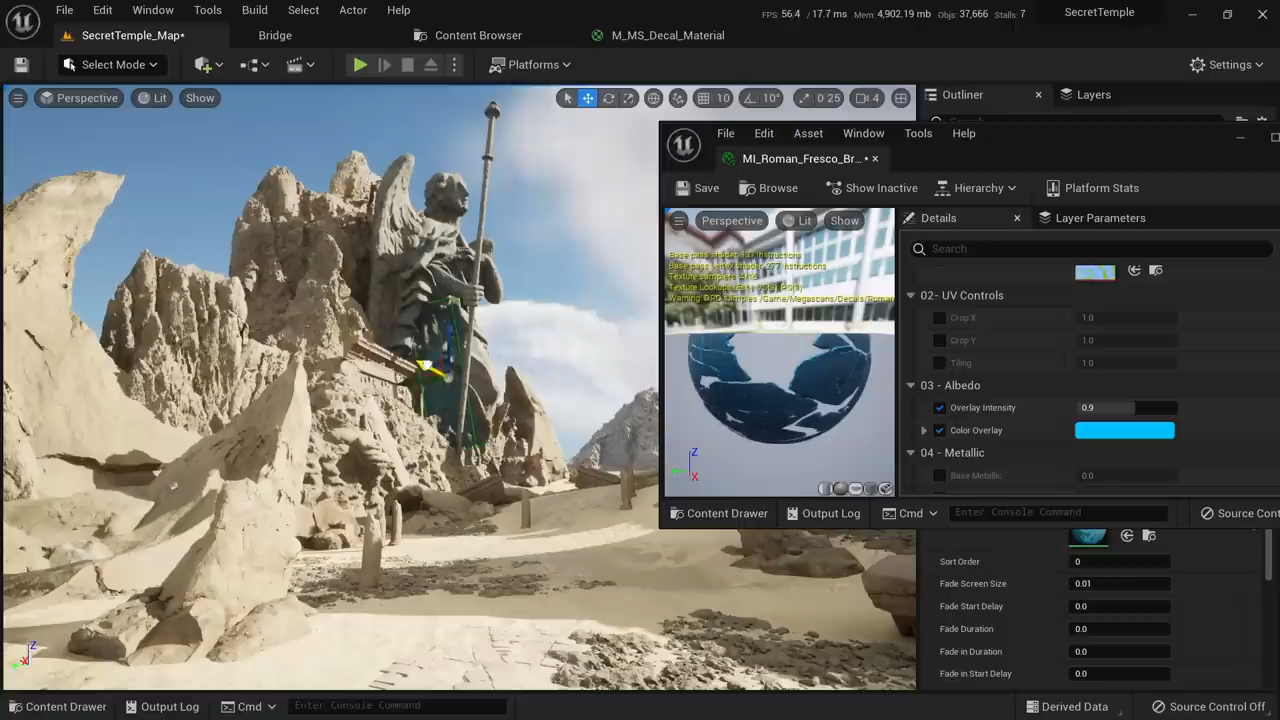 File Edit Window Tools Build Select Actor Help
FPS: 56.4 / 17.7 ms Mem: 4,902.19 mb Objs: 37,666 Stalls: 7
SecretTemple
SecretTemple_Map*
Bridge
Content Browser
M_MS_Decal_Material
Select Mode
Platforms
Settings
Perspective
Lit
Show
10
10°
0 25
4
Outliner
Layers
File Edit Asset Window Tools Help
MI_Roman_Fresco_Br... •
Save
Browse
Show Inactive
Hierarchy
Platform Stats
Perspective
Lit
Show
Details
Layer Parameters
Search
02- UV Controls
Crop X 1.0
Crop Y 1.0
Tiling 1.0
03 - Albedo
Overlay Intensity 0.9
Color Overlay
04 - Metallic
Base Metallic 0.0
Z
X
Content Drawer
Output Log
Cmd
Enter Console Command
Source Cont
Sort Order 0
Fade Screen Size 0.01
Fade Start Delay 0.0
Fade Duration 0.0
Fade in Duration 0.0
Fade in Start Delay 0.0
Z
X
Content Drawer
Output Log
Cmd
Enter Console Command
Derived Data
Source Control Off